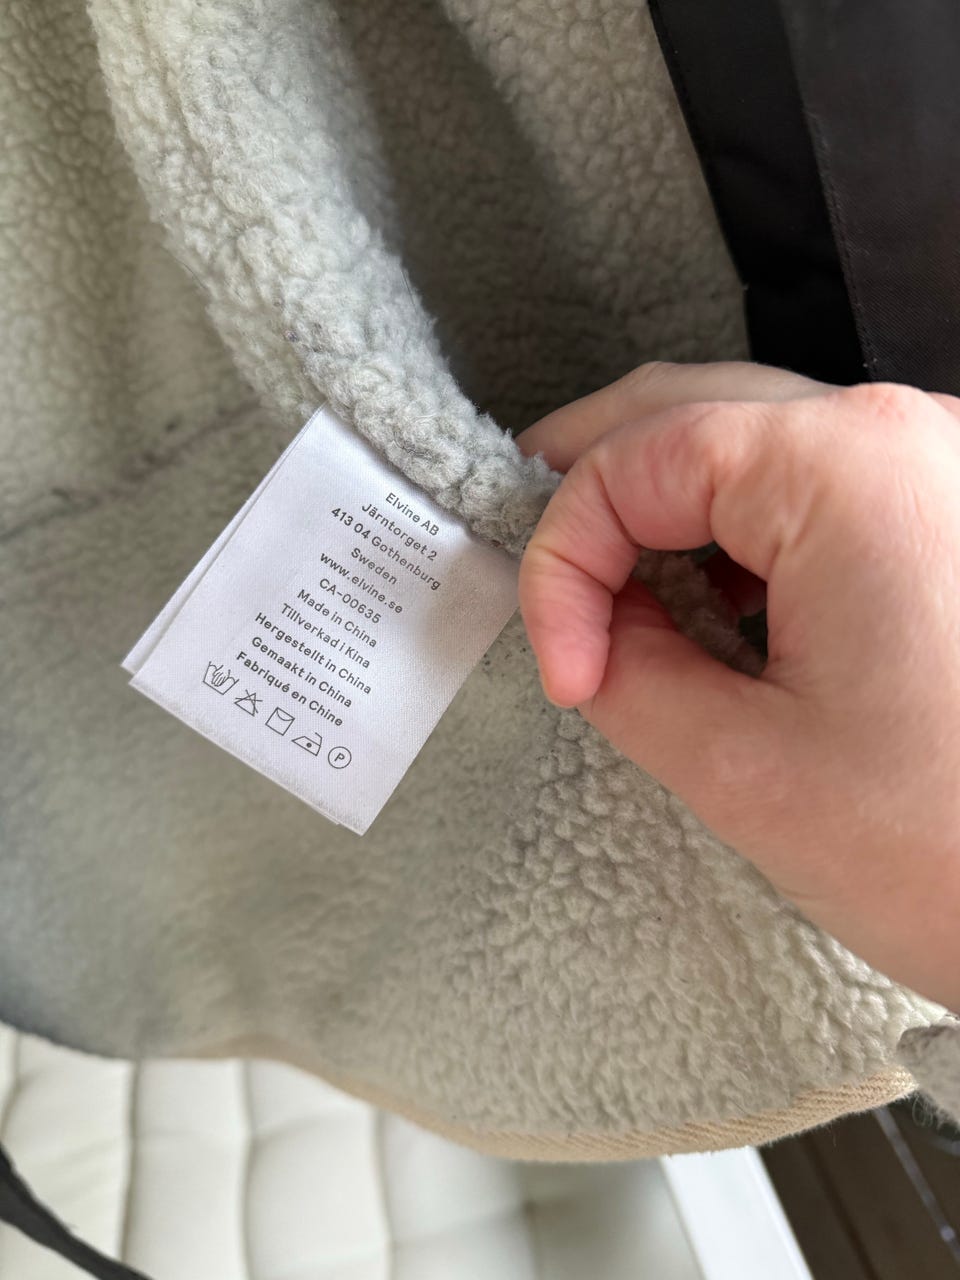 Elvine AB
Järntorget 2
413 04 Gothenburg
Sweden
www.elvine.se
CA-00635
Made in China
Tillverkad i Kina
Hergestellt in China
Gemaakt in China
Fabriqué en Chine
P